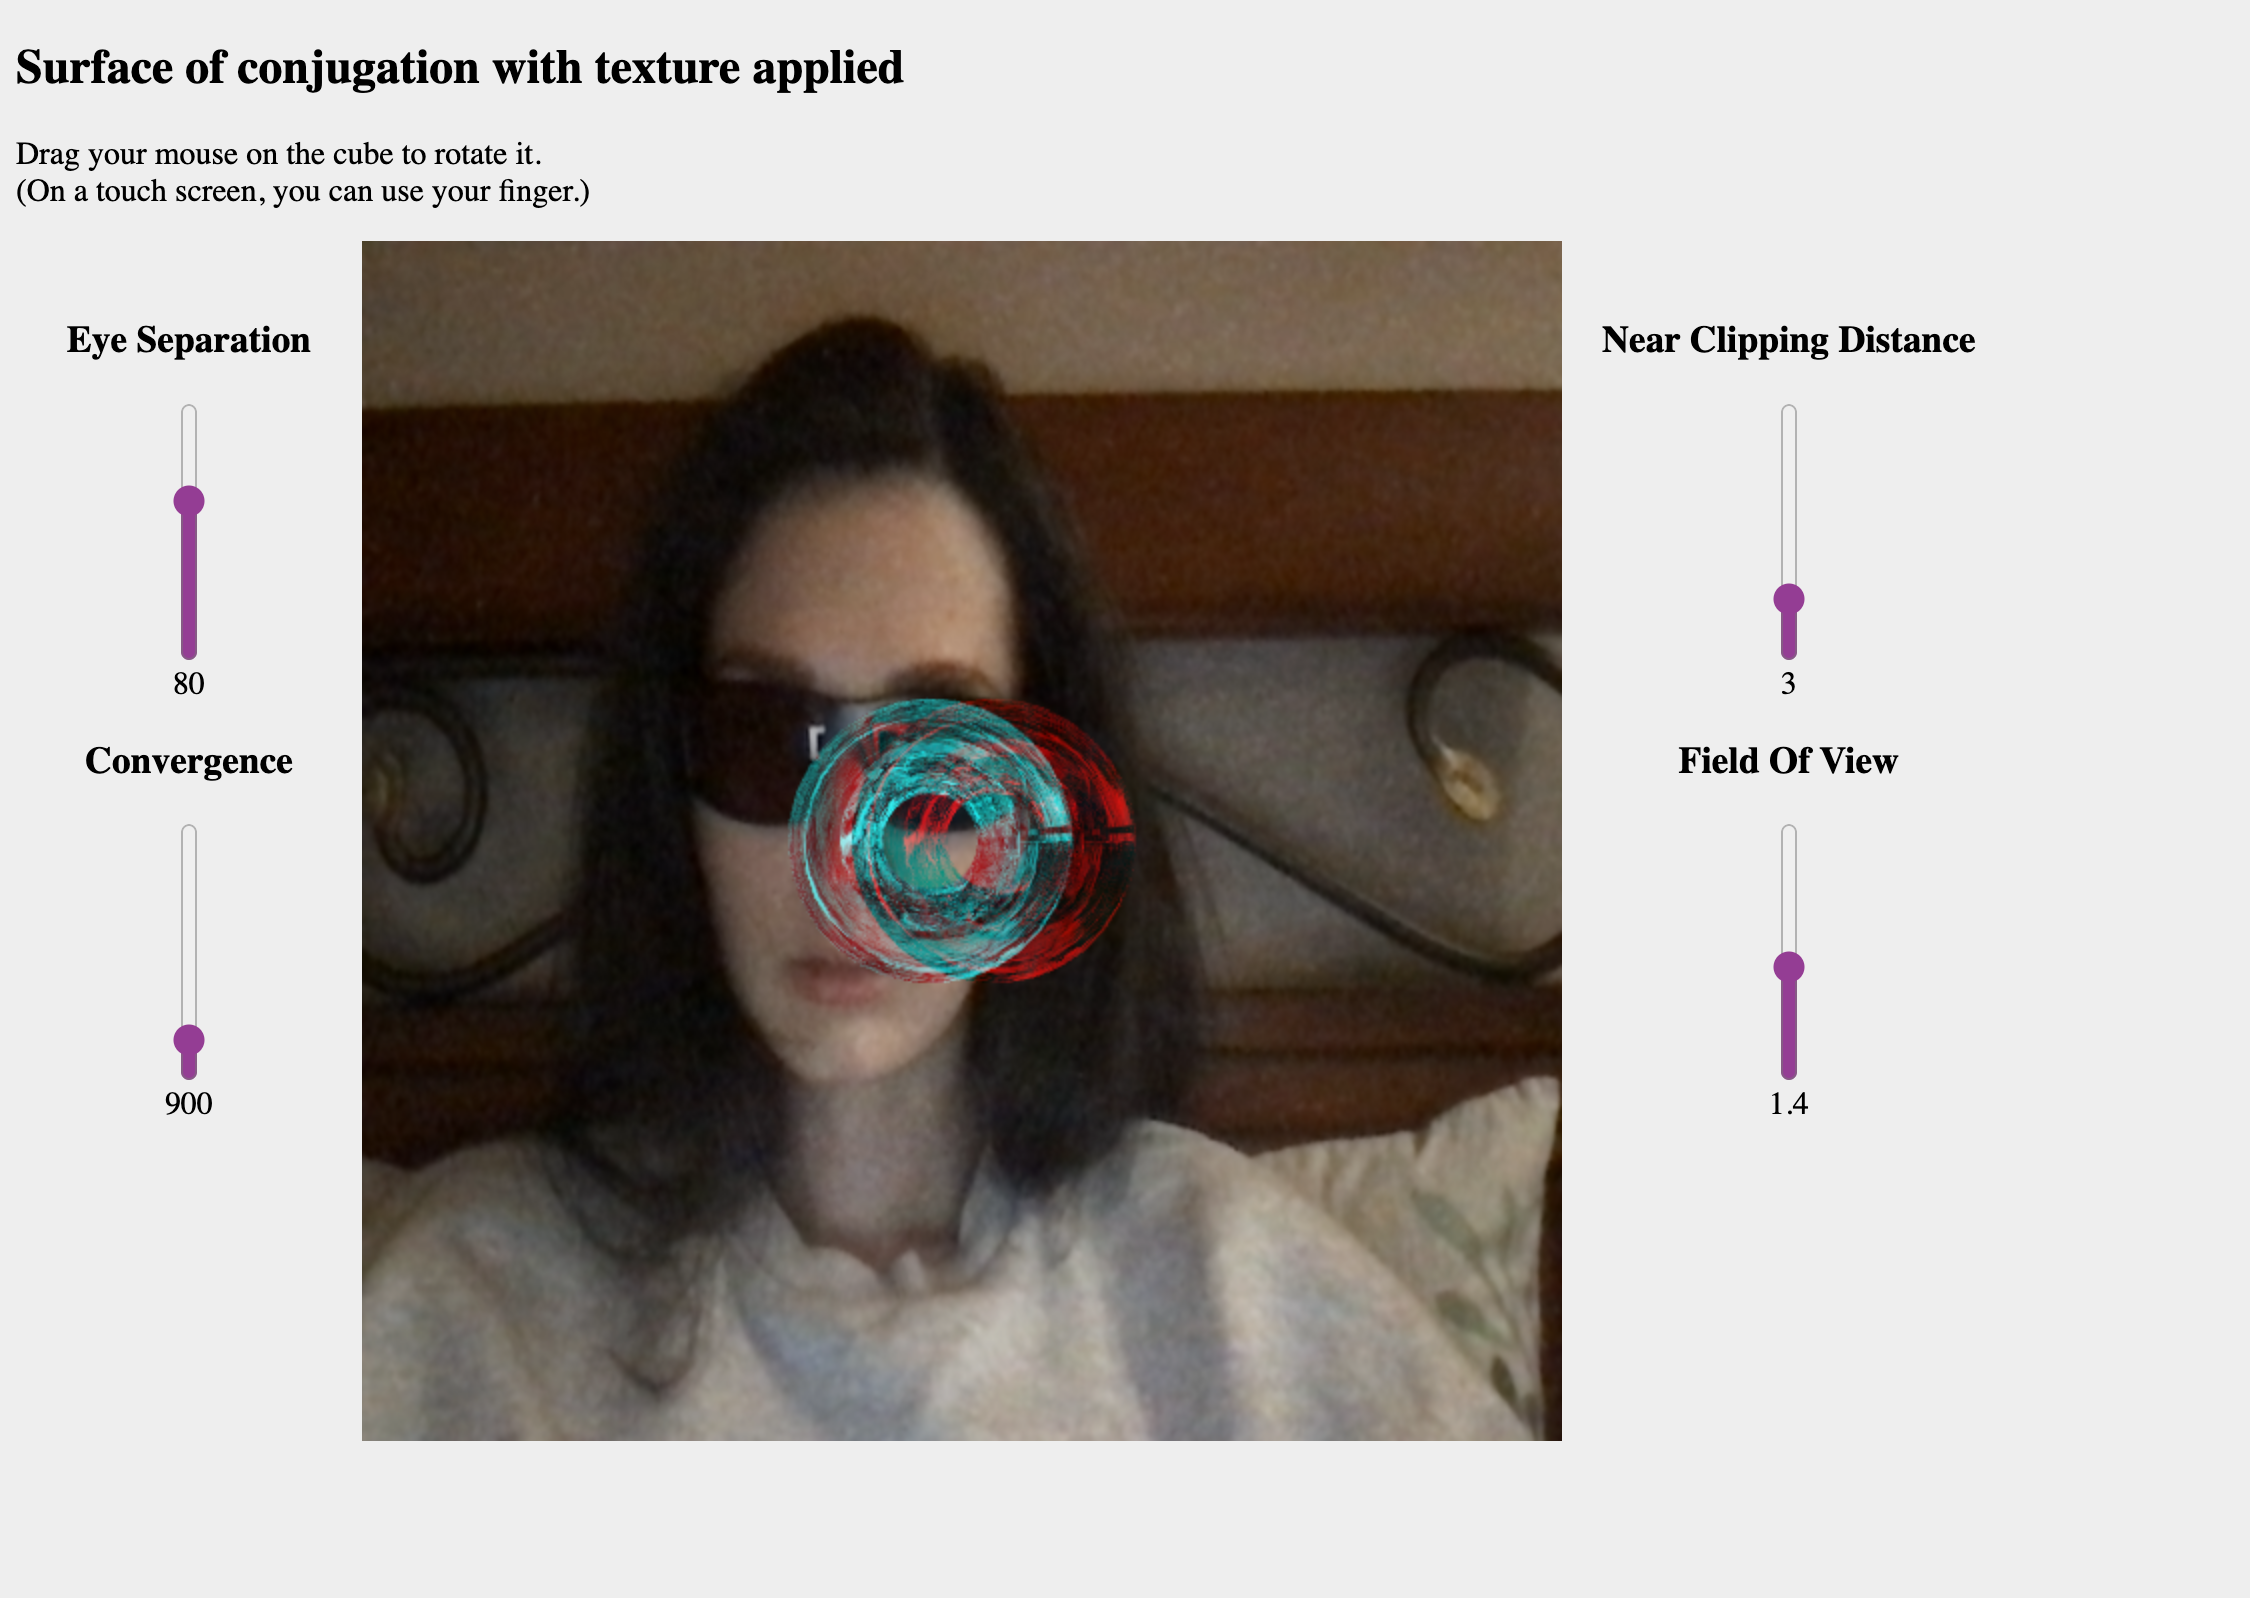 Surface of conjugation with texture applied
Drag your mouse on the cube to rotate it.
(On a touch screen, you can use your finger.)
Eye Separation
80
Convergence
900
Near Clipping Distance
3
Field Of View
1.4